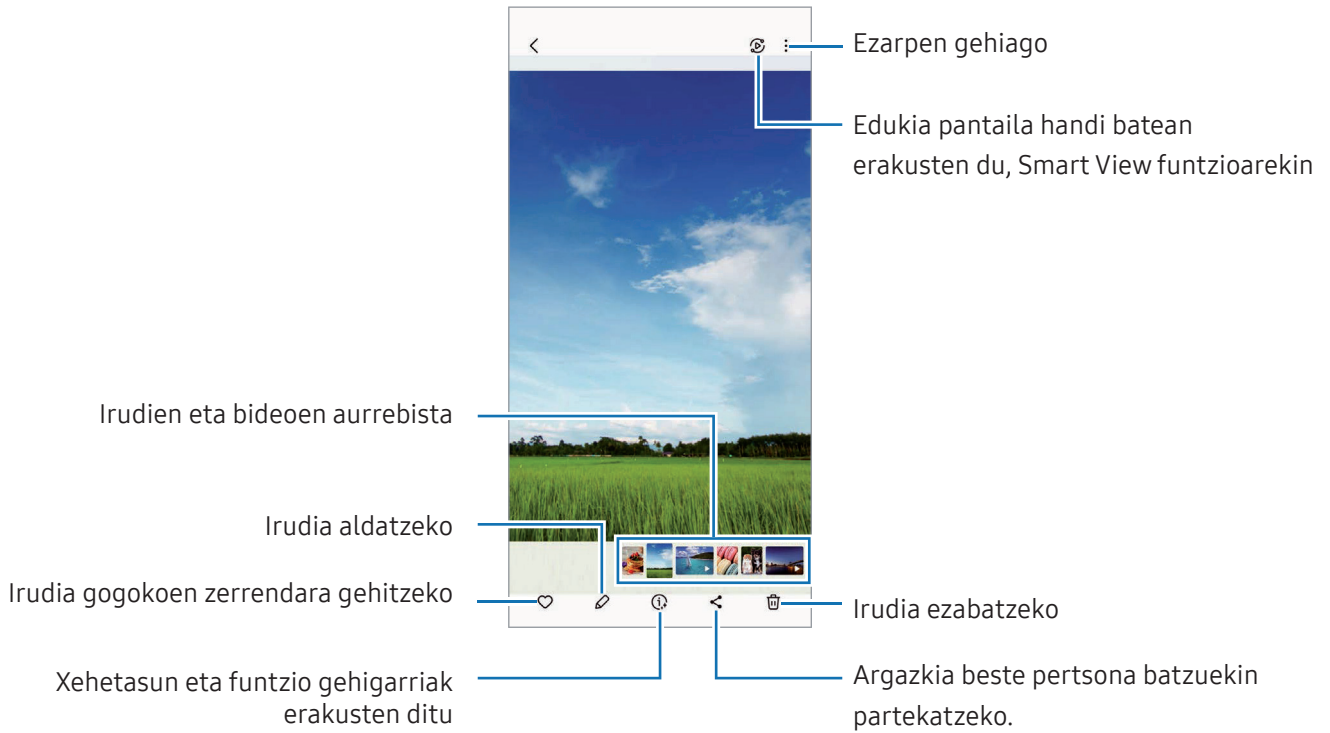 Ezarpen gehiago
Edukia pantaila handi batean
erakusten du, Smart View funtzioarekin
Irudien eta bideoen aurrebista
Irudia aldatzeko
Irudia gogokoen zerrendara gehitzeko
Irudia ezabatzeko
Xehetasun eta funtzio gehigarriak
erakusten ditu
Argazkia beste pertsona batzuekin
partekatzeko.